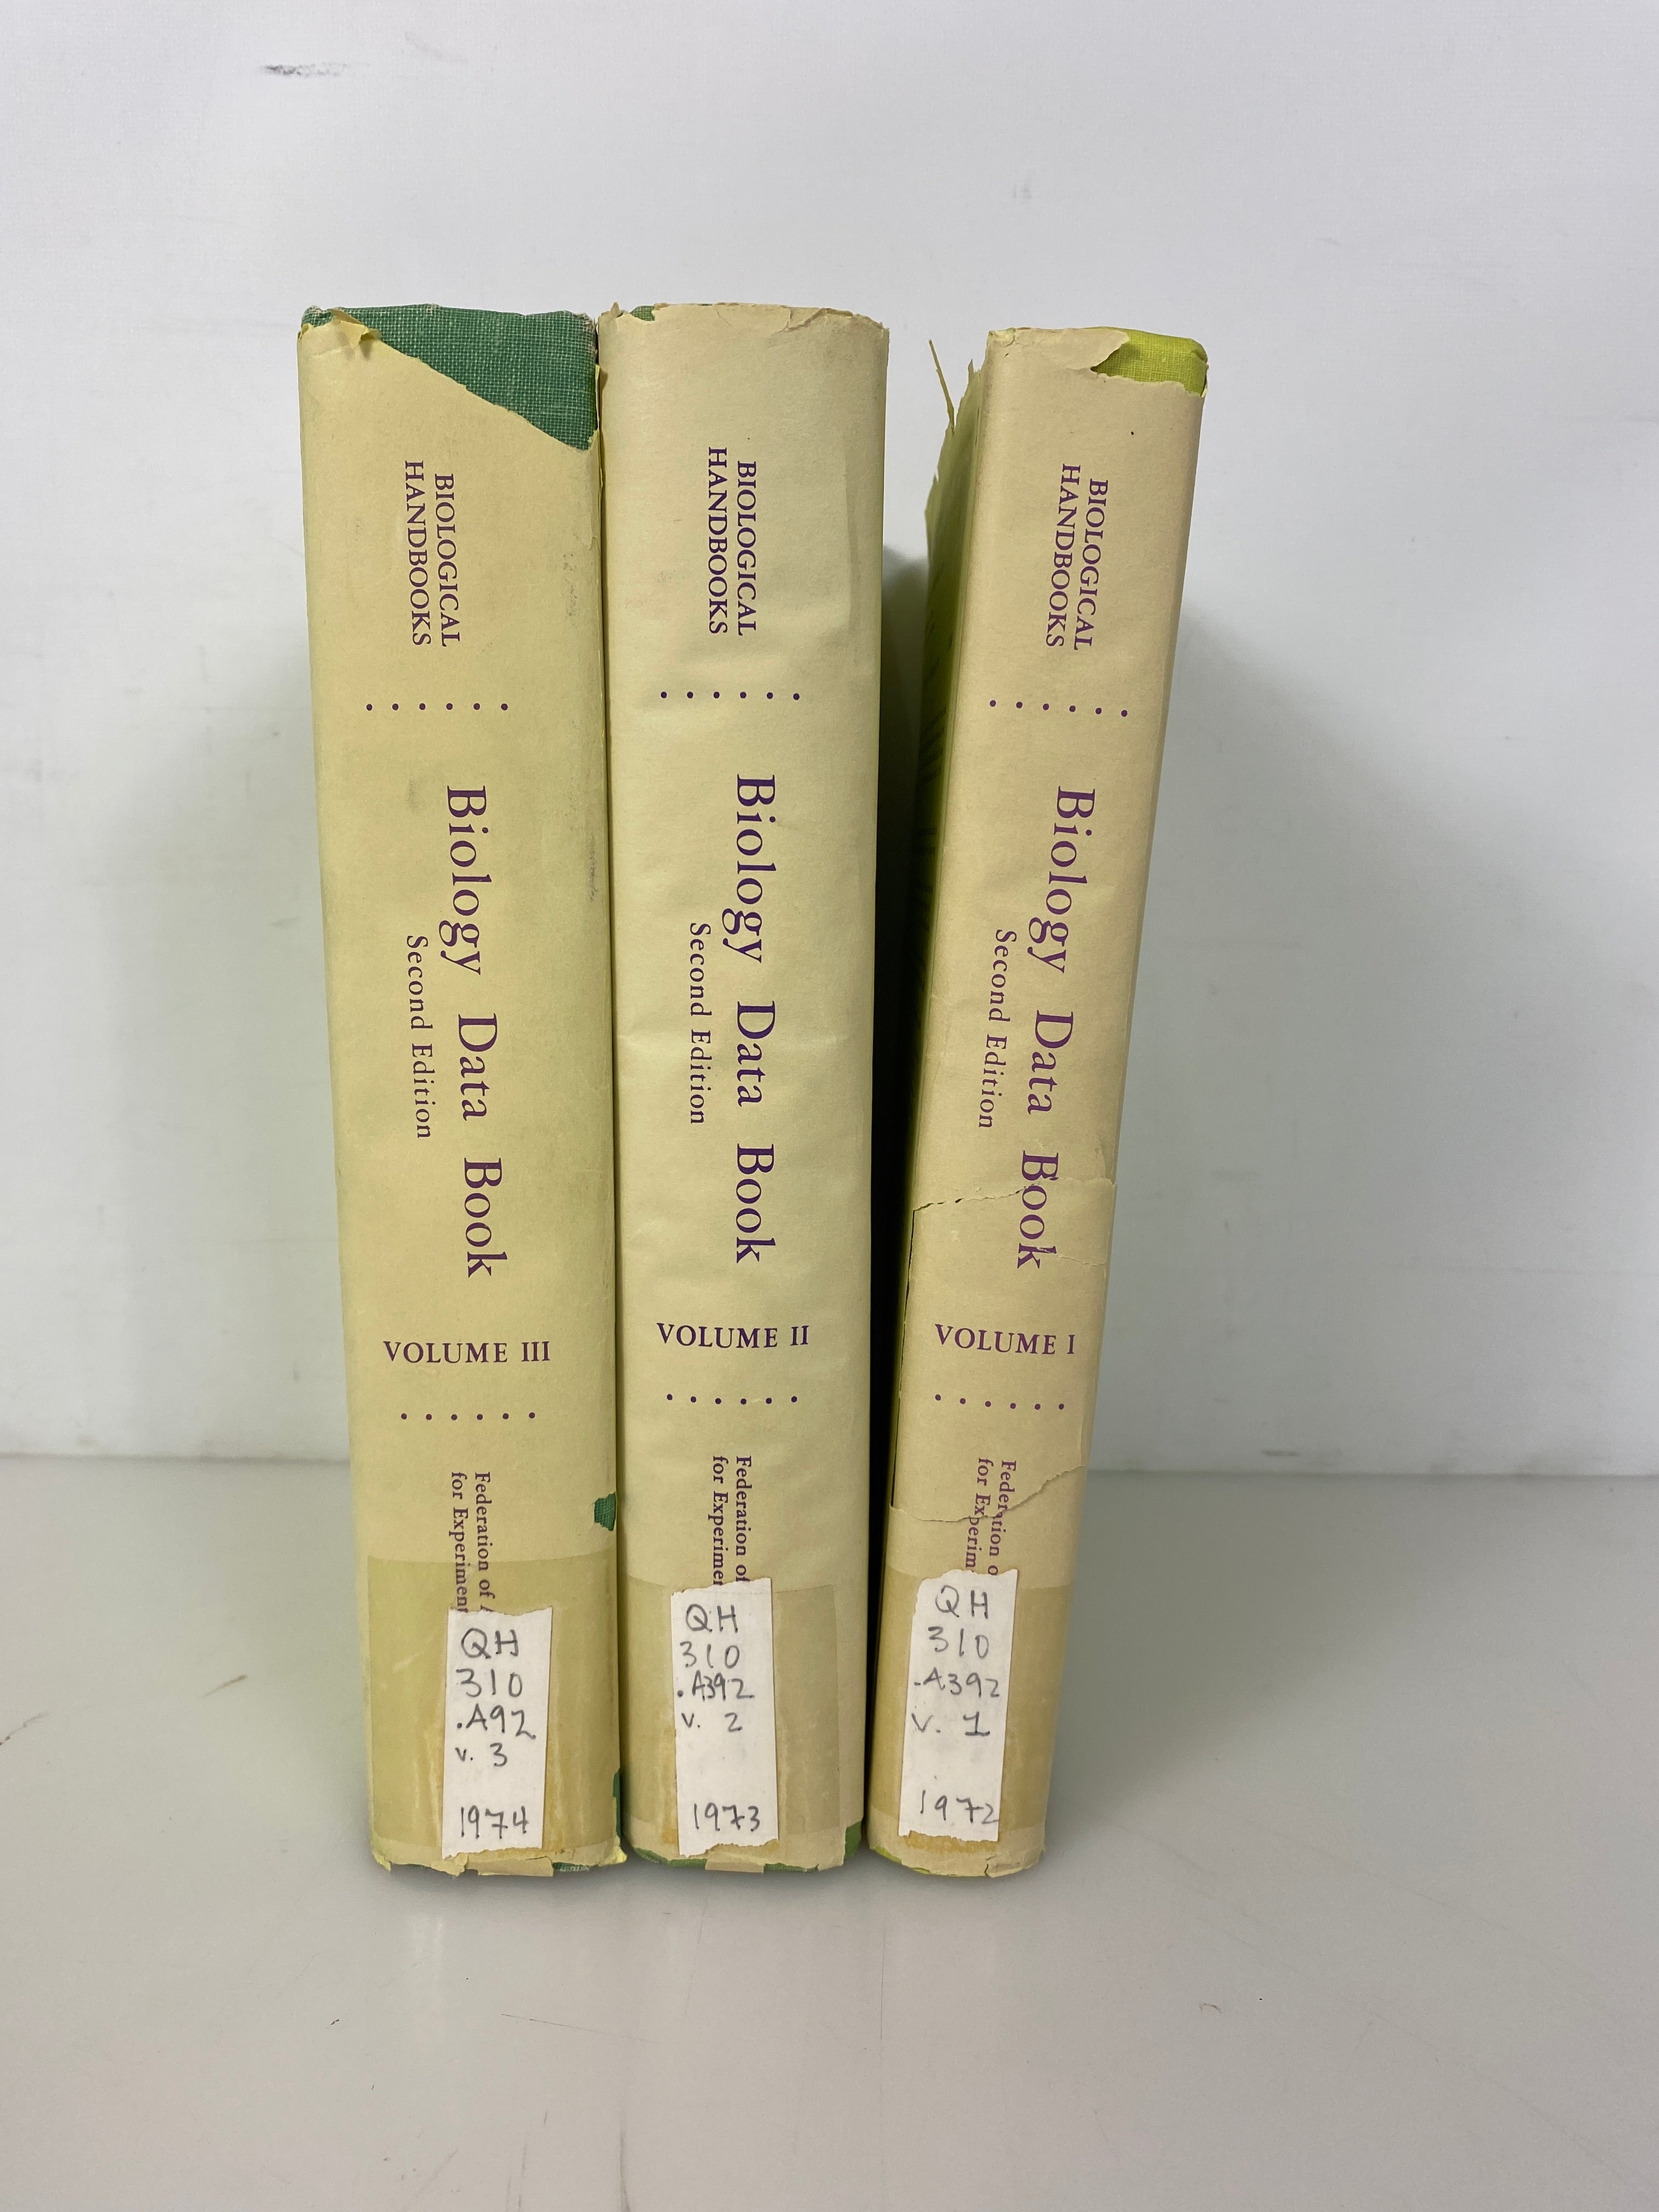 BIOLOGICAL
HANDBOOKS
Biology Data Book
Second Edition
VOLUME III
Federation of
for Experiment
QH
310
.A92
v. 3
1974
BIOLOGICAL
HANDBOOKS
Biology Data Book
Second Edition
VOLUME II
Federation of
for Experimen
QH
310
.A392
v. 2
1973
BIOLOGICAL
HANDBOOKS
Biology Data Book
Second Edition
VOLUME I
Federation o
for Experim
QH
310
.A392
v. 1
1972